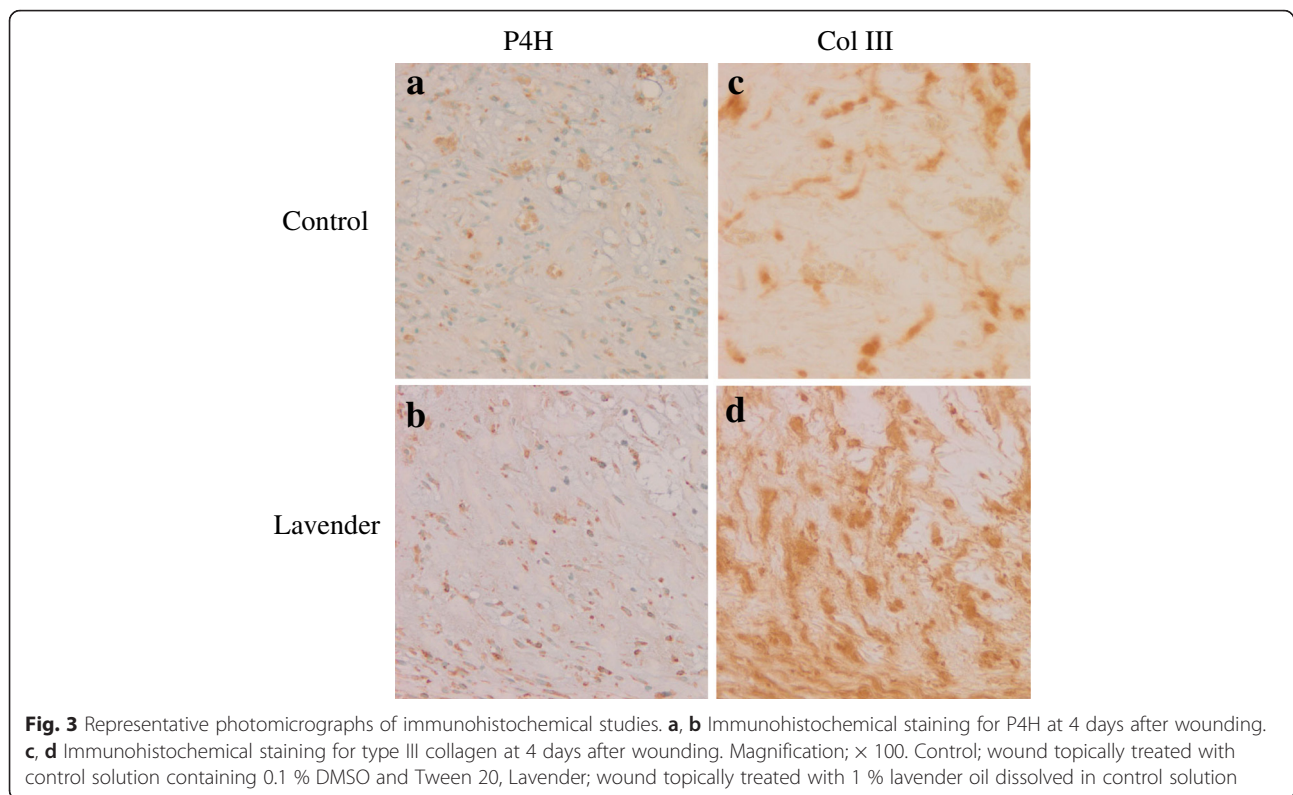 P4H Col III
a c
Control
b d
Lavender
Fig. 3 Representative photomicrographs of immunohistochemical studies. a, b Immunohistochemical staining for P4H at 4 days after wounding.
c, d Immunohistochemical staining for type III collagen at 4 days after wounding. Magnification; × 100. Control; wound topically treated with
control solution containing 0.1 % DMSO and Tween 20, Lavender; wound topically treated with 1 % lavender oil dissolved in control solution